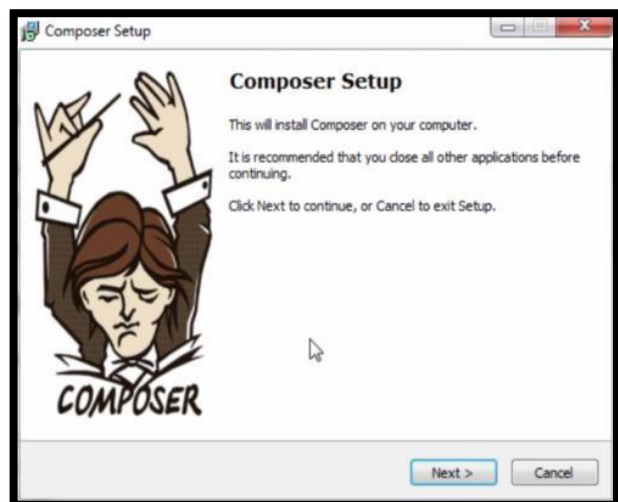 Composer Setup
Composer Setup
This will install Composer on your computer.
It is recommended that you close all other applications before
continuing.
Click Next to continue, or Cancel to exit Setup.
COMPOSER
Next >
Cancel